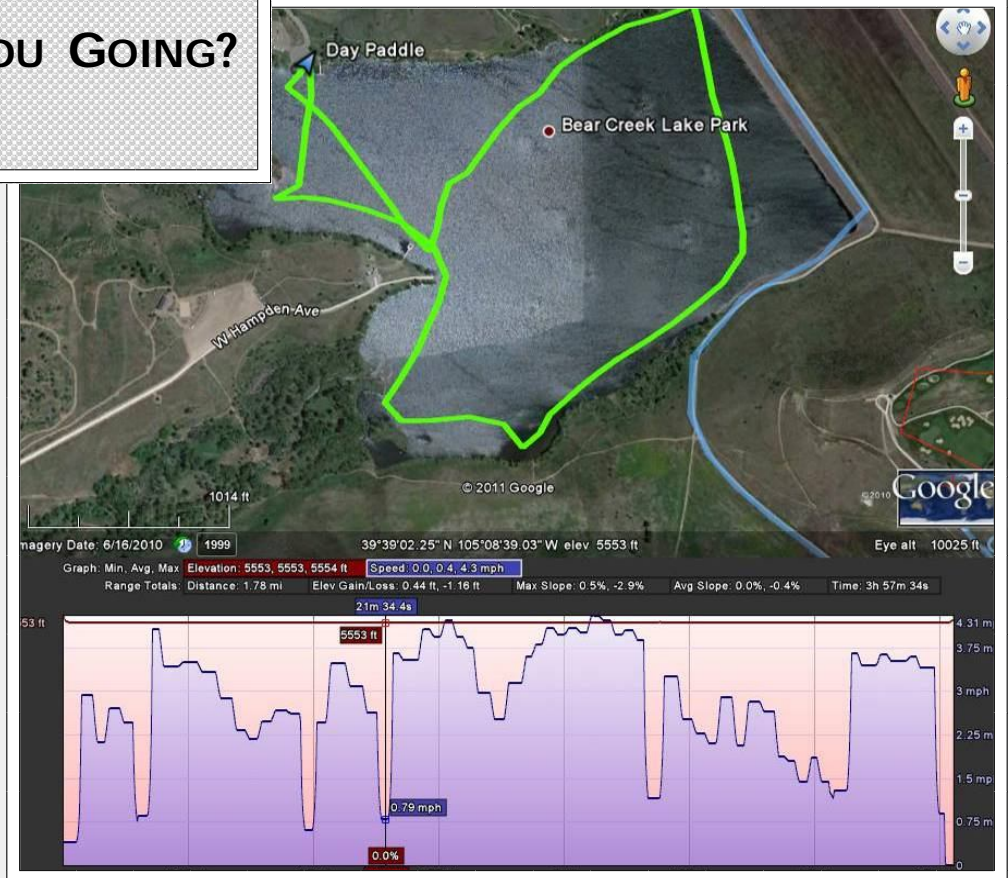 OU GOING?
Day Paddle
Bear Creek Lake Park
W Hampden Ave
© 2011 Google
1014 ft
©2010 Google
magery Date: 6/16/2010 1999 39°39'02.25" N 105°08'39.03" W elev 5553 ft Eye alt 10025 ft
Graph: Min, Avg, Max Elevation: 5553, 5553, 5554 ft Speed: 0.0, 0.4, 4.3 mph
Range Totals: Distance: 1.78 mi Elev Gain/Loss: 0.44 ft, -1.16 ft Max Slope: 0.5%, -2.9% Avg Slope: 0.0%, -0.4% Time: 3h 57m 34s
21m 34.4s
53 ft
5553 ft
4.31 m
3.75 m
3 mph
2.25 m
1.5 mp
0.79 mph
0.75 m
0.0%
0